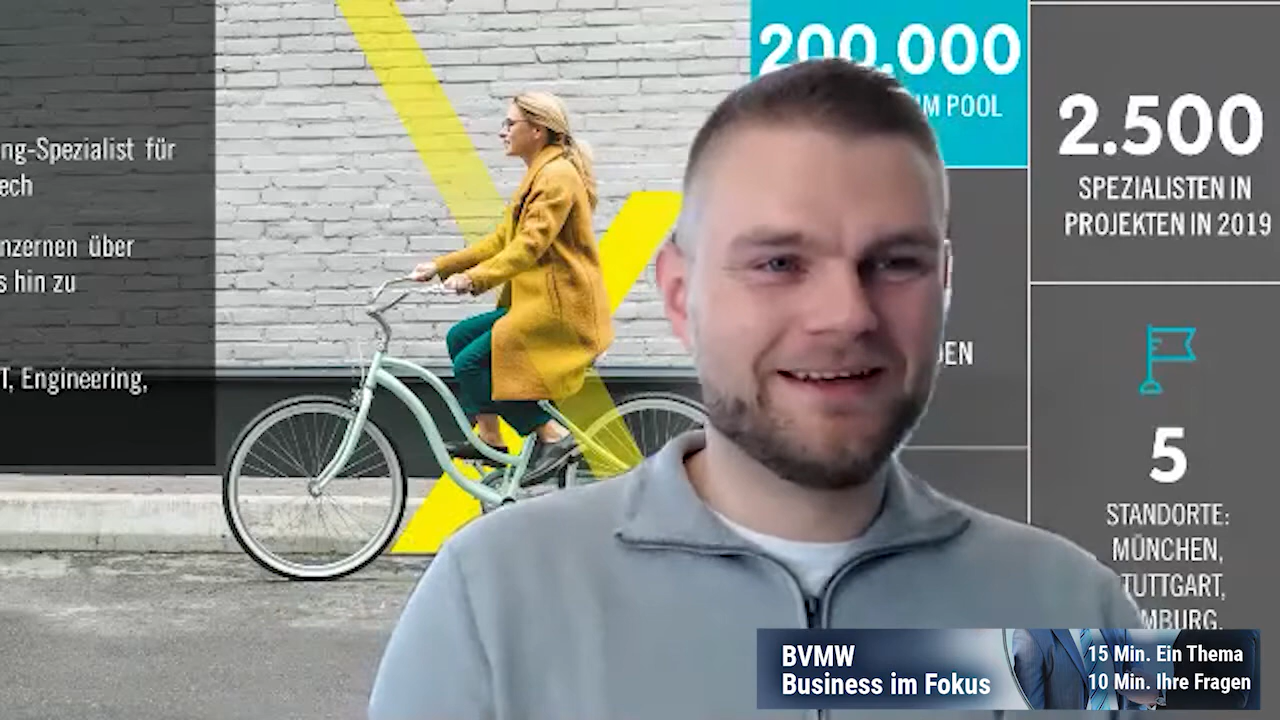 ng-Spezialist für
ech
nzernen über
s hin zu
T, Engineering,
200.000
IM POOL
DEN
2.500
SPEZIALISTEN IN
PROJEKTEN IN 2019
5
STANDORTE:
MÜNCHEN,
TUTTGART,
MBURG,
BVMW
Business im Fokus
15 Min. Ein Thema
10 Min. Ihre Fragen